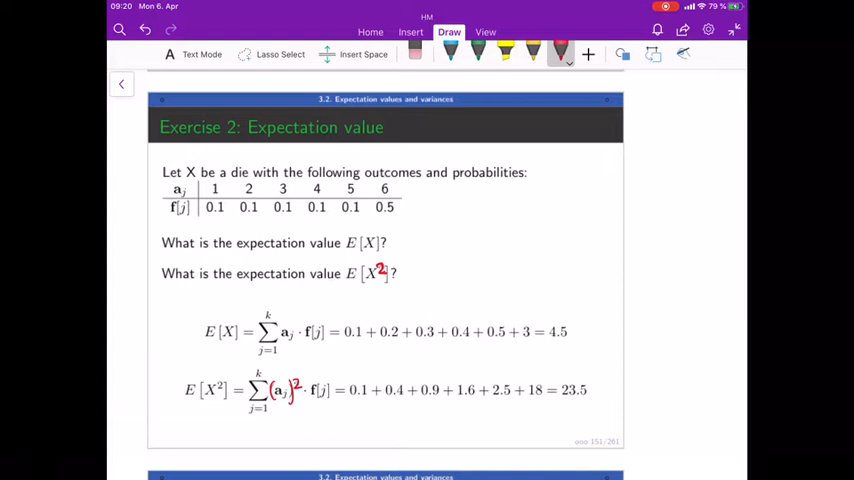 09:20 Mon 6. Apr
79 %
HM
Home Insert Draw View
Text Mode Lasso Select Insert Space
3.2. Expectation values and variances
Exercise 2: Expectation value
Let X be a die with the following outcomes and probabilities:
a_j 1 2 3 4 5 6
f[j] 0.1 0.1 0.1 0.1 0.1 0.5
What is the expectation value E [X]?
What is the expectation value E [X²]?
E [X] = ∑_{j=1}^{k} a_j · f[j] = 0.1 + 0.2 + 0.3 + 0.4 + 0.5 + 3 = 4.5
E [X²] = ∑_{j=1}^{k} (a_j)² · f[j] = 0.1 + 0.4 + 0.9 + 1.6 + 2.5 + 18 = 23.5
151/261
3.2. Expectation values and variances